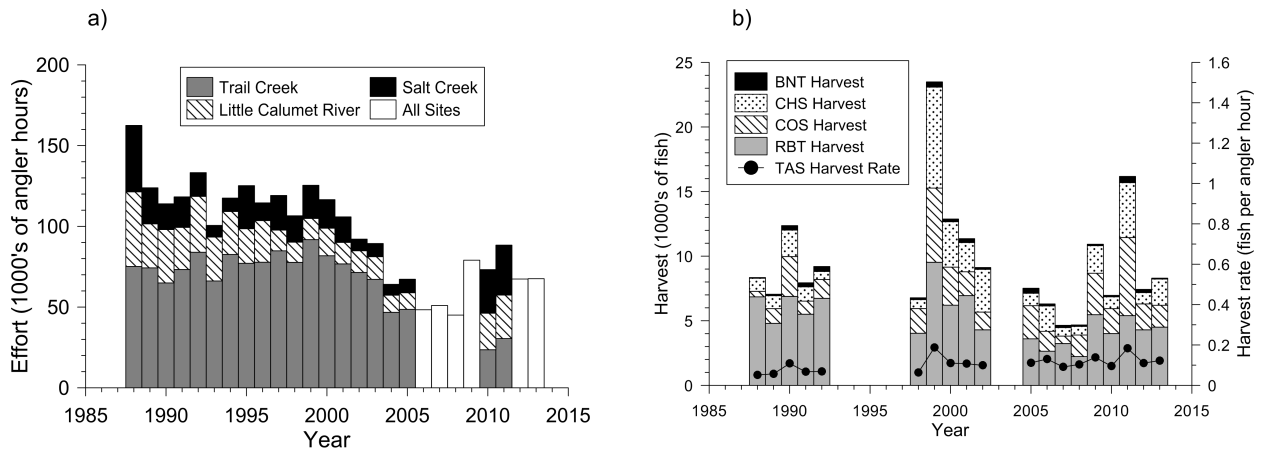 a)
200
150
100
50
0
Effort (1000's of angler hours)
Trail Creek
Salt Creek
Little Calumet River
All Sites
1985
1990
1995
2000
2005
2010
2015
Year
b)
25
20
15
10
5
0
Harvest (1000's of fish)
BNT Harvest
CHS Harvest
COS Harvest
RBT Harvest
TAS Harvest Rate
1.6
1.4
1.2
1
0.8
0.6
0.4
0.2
0
Harvest rate (fish per angler hour)
1985
1990
1995
2000
2005
2010
2015
Year